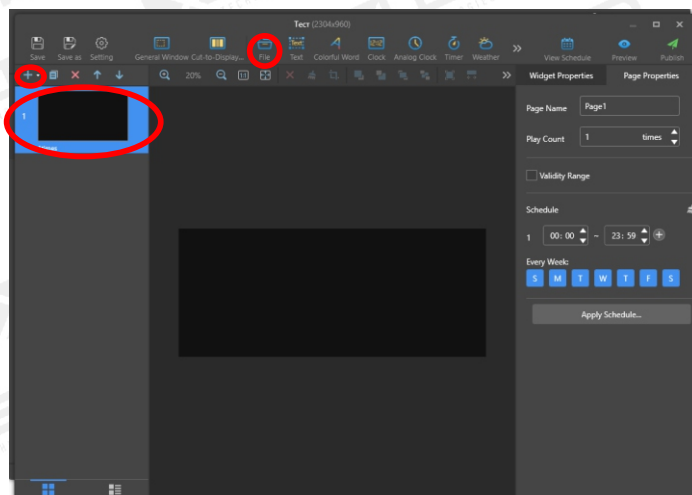 Тест (2304x960)
Save Save as Setting General Window Cut-to-Display... File Text Colorful Word Clock Analog Clock Timer Weather View Schedule Preview Publish
20% Widget Properties Page Properties
1
Page Name Page1
Play Count 1 times
Validity Range
Schedule
1 00: 00 ~ 23: 59
Every Week:
S M T W T F S
Apply Schedule...